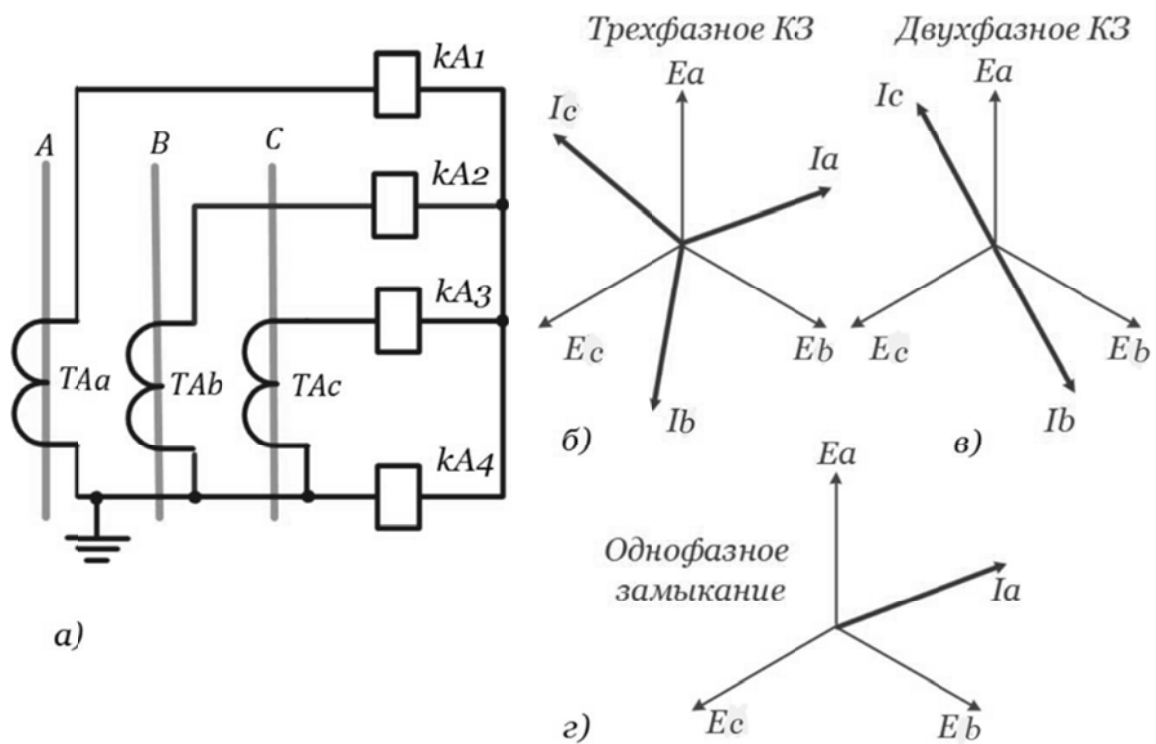 kA1
A
B
C
kA2
kA3
TAa
TAb
TAc
kA4
а)
Трехфазное КЗ
Ea
Ic
Ia
Ec
Eb
Ib
б)
Двухфазное КЗ
Ea
Ic
Ec
Eb
Ib
в)
Однофазное
замыкание
Ea
Ia
Ec
Eb
г)